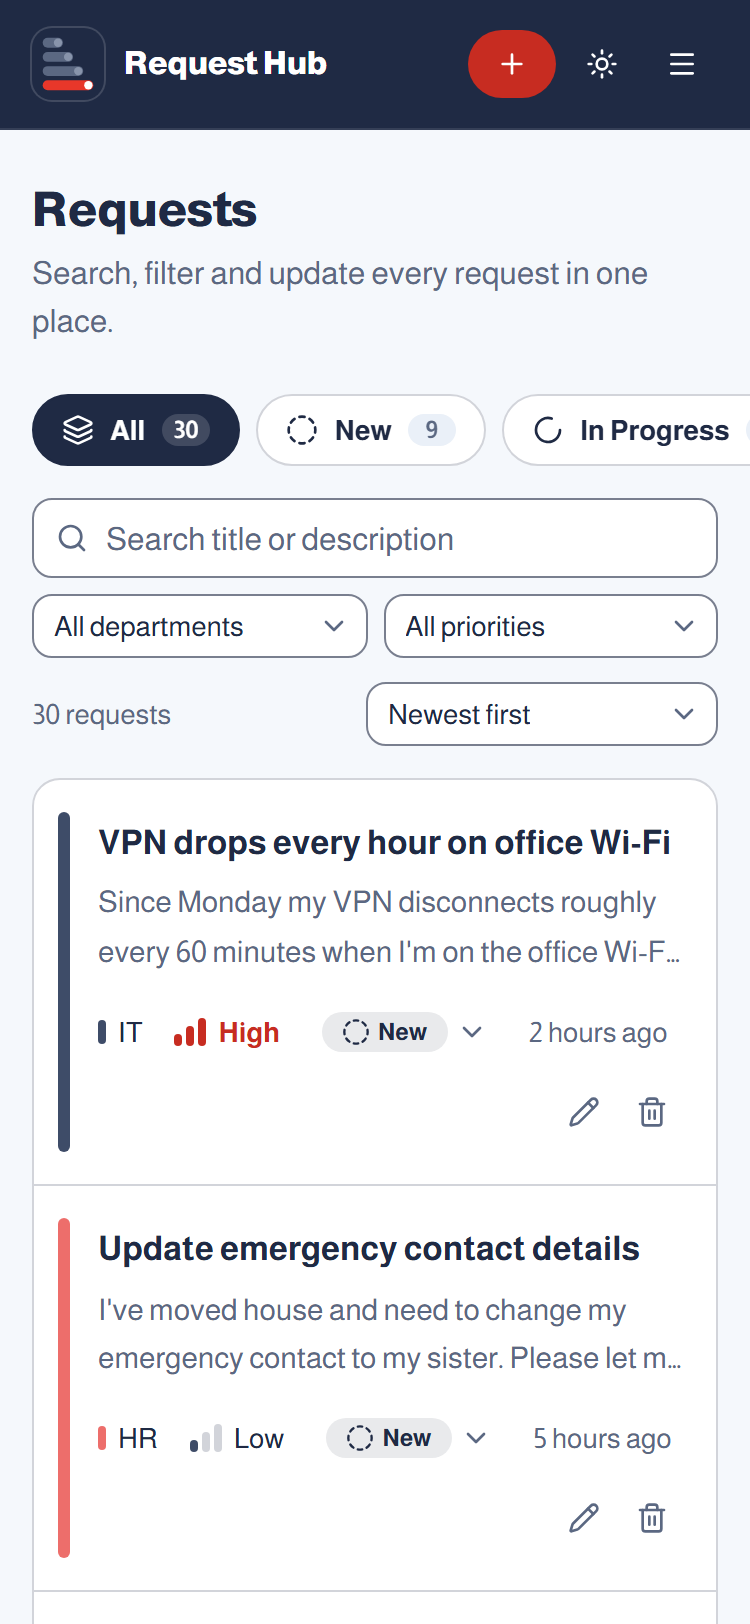 Request Hub
Requests
Search, filter and update every request in one
place.
All 30 New 9 In Progress
Search title or description
All departments All priorities
30 requests Newest first
VPN drops every hour on office Wi-Fi
Since Monday my VPN disconnects roughly
every 60 minutes when I'm on the office Wi-F...
IT High New 2 hours ago
Update emergency contact details
I've moved house and need to change my
emergency contact to my sister. Please let m...
HR Low New 5 hours ago